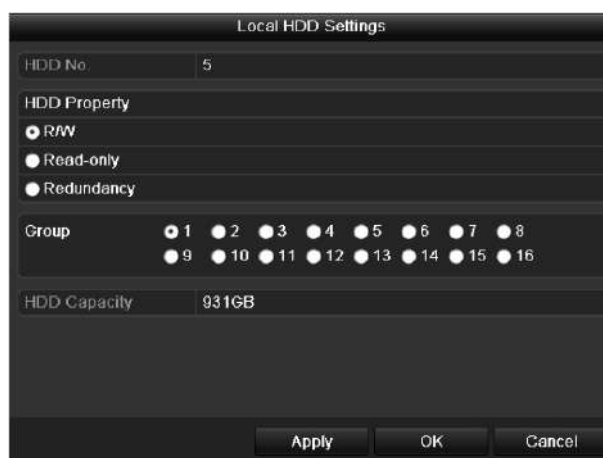 Local HDD Settings
HDD No. 5
HDD Property
R/W
Read-only
Redundancy
Group 1 2 3 4 5 6 7 8
9 10 11 12 13 14 15 16
HDD Capacity 931GB
Apply OK Cancel